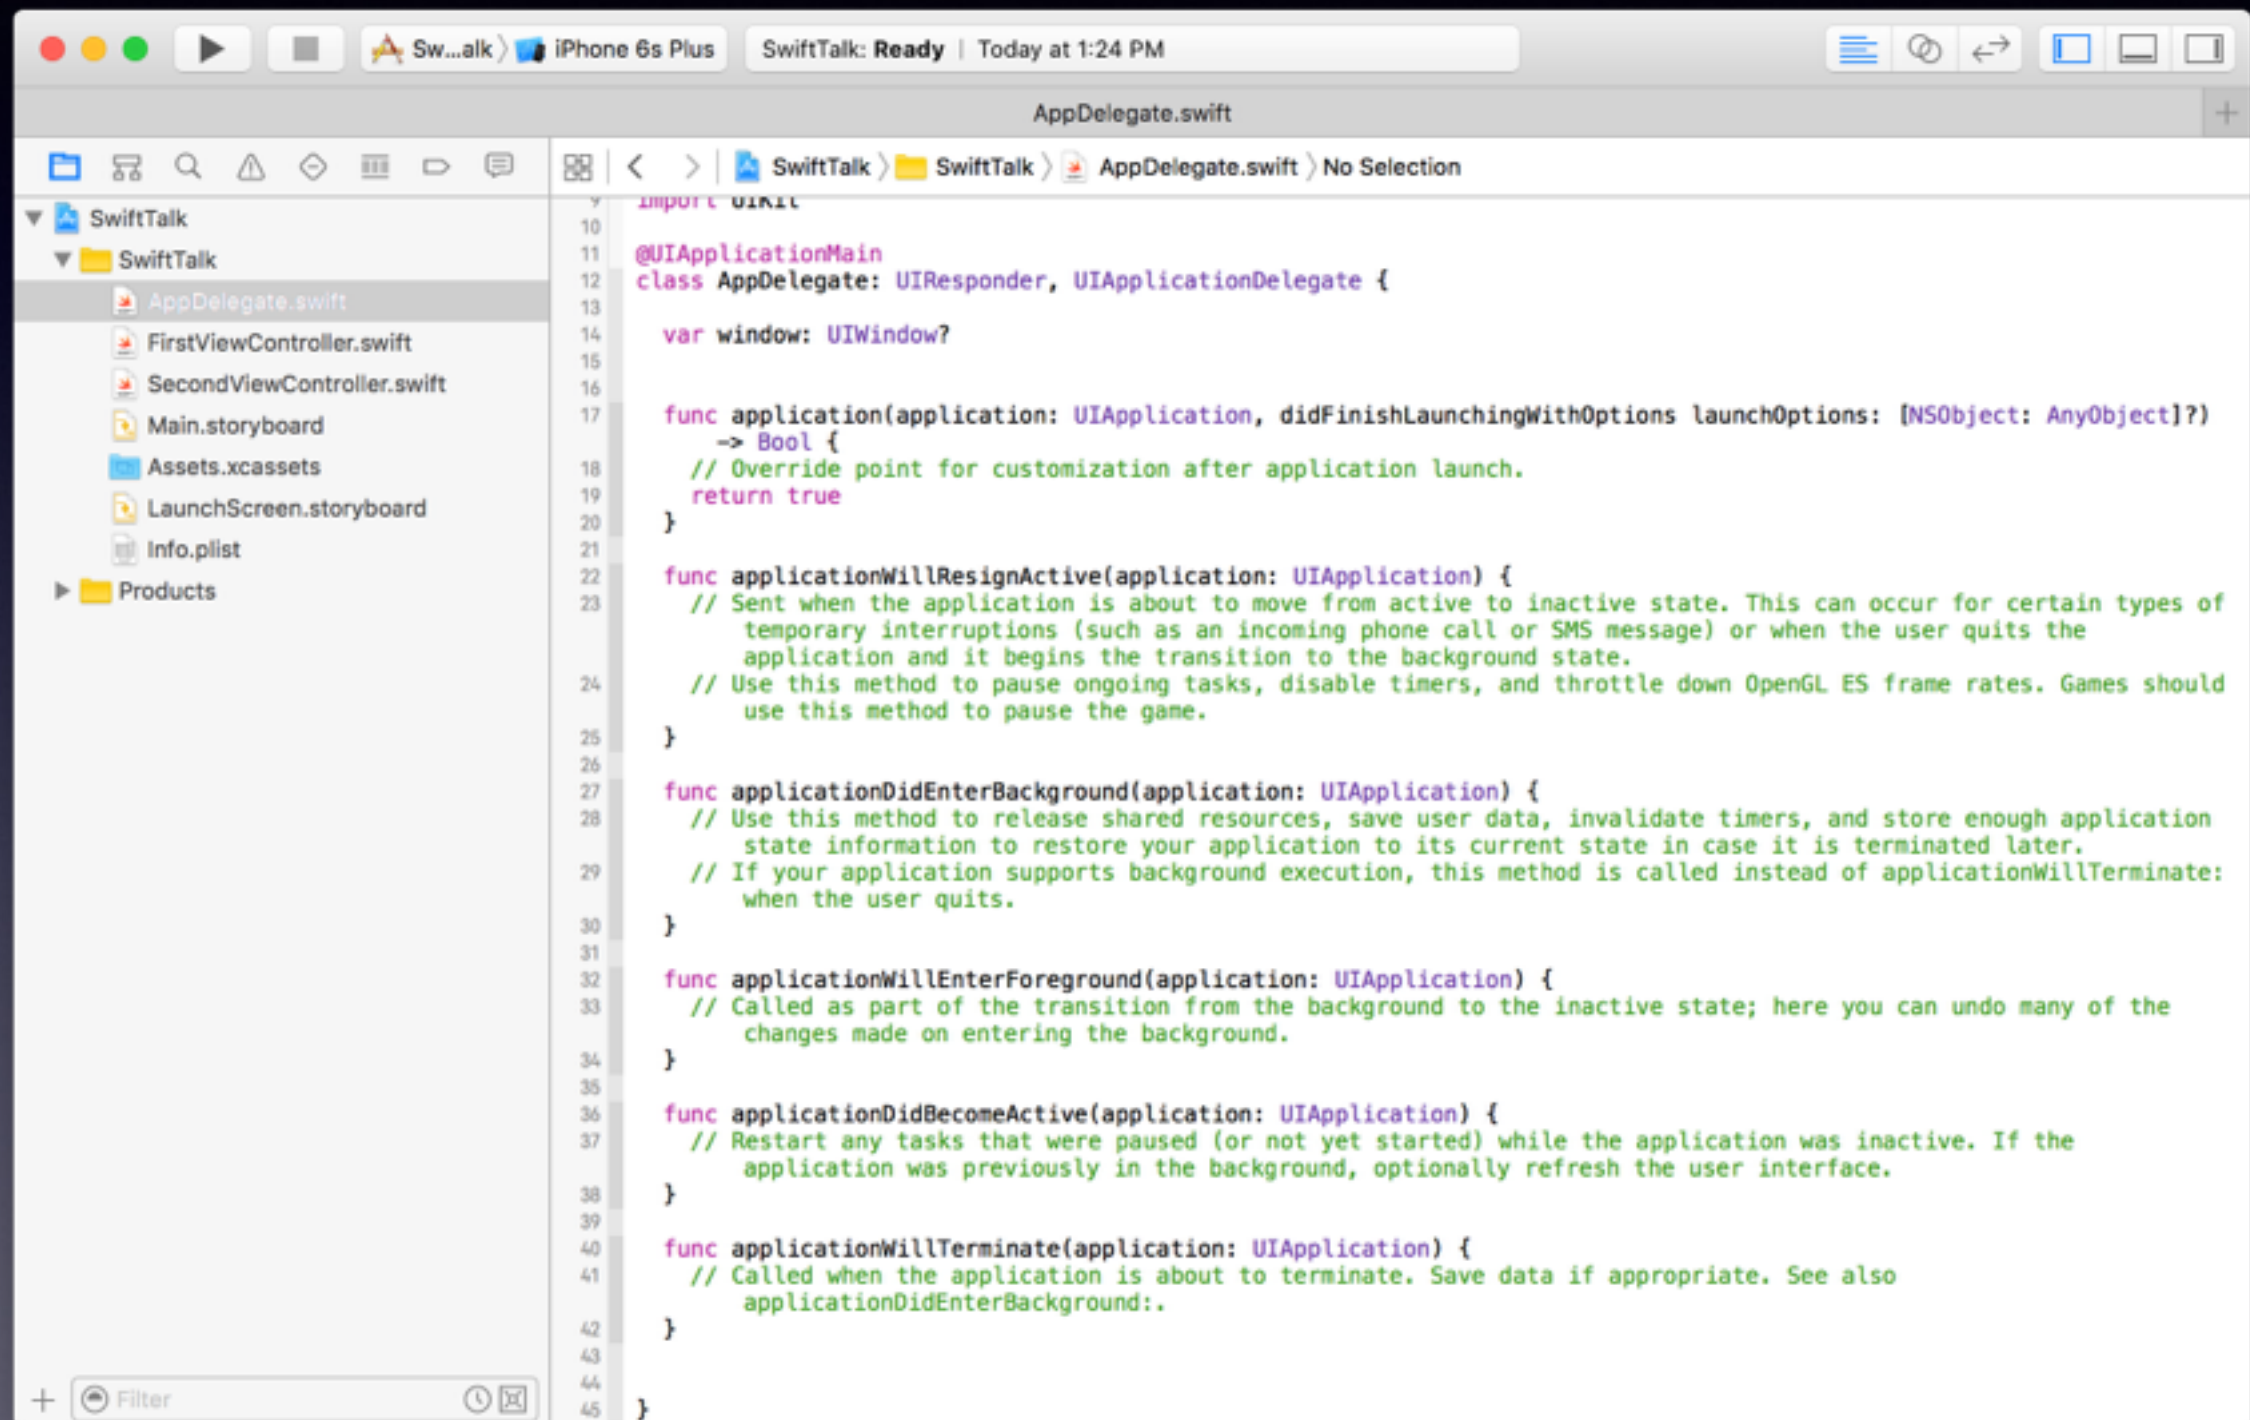 Sw...alk iPhone 6s Plus SwiftTalk: Ready | Today at 1:24 PM
AppDelegate.swift
SwiftTalk SwiftTalk AppDelegate.swift No Selection
SwiftTalk
SwiftTalk
AppDelegate.swift
FirstViewController.swift
SecondViewController.swift
Main.storyboard
Assets.xcassets
LaunchScreen.storyboard
Info.plist
Products
Filter
9 import UIKit
10
11 @UIApplicationMain
12 class AppDelegate: UIResponder, UIApplicationDelegate {
13
14 var window: UIWindow?
15
16
17 func application(application: UIApplication, didFinishLaunchingWithOptions launchOptions: [NSObject: AnyObject]?)
-> Bool {
18 // Override point for customization after application launch.
19 return true
20 }
21
22 func applicationWillResignActive(application: UIApplication) {
23 // Sent when the application is about to move from active to inactive state. This can occur for certain types of
temporary interruptions (such as an incoming phone call or SMS message) or when the user quits the
application and it begins the transition to the background state.
24 // Use this method to pause ongoing tasks, disable timers, and throttle down OpenGL ES frame rates. Games should
use this method to pause the game.
25 }
26
27 func applicationDidEnterBackground(application: UIApplication) {
28 // Use this method to release shared resources, save user data, invalidate timers, and store enough application
state information to restore your application to its current state in case it is terminated later.
29 // If your application supports background execution, this method is called instead of applicationWillTerminate:
when the user quits.
30 }
31
32 func applicationWillEnterForeground(application: UIApplication) {
33 // Called as part of the transition from the background to the inactive state; here you can undo many of the
changes made on entering the background.
34 }
35
36 func applicationDidBecomeActive(application: UIApplication) {
37 // Restart any tasks that were paused (or not yet started) while the application was inactive. If the
application was previously in the background, optionally refresh the user interface.
38 }
39
40 func applicationWillTerminate(application: UIApplication) {
41 // Called when the application is about to terminate. Save data if appropriate. See also
applicationDidEnterBackground:.
42 }
43
44
45 }